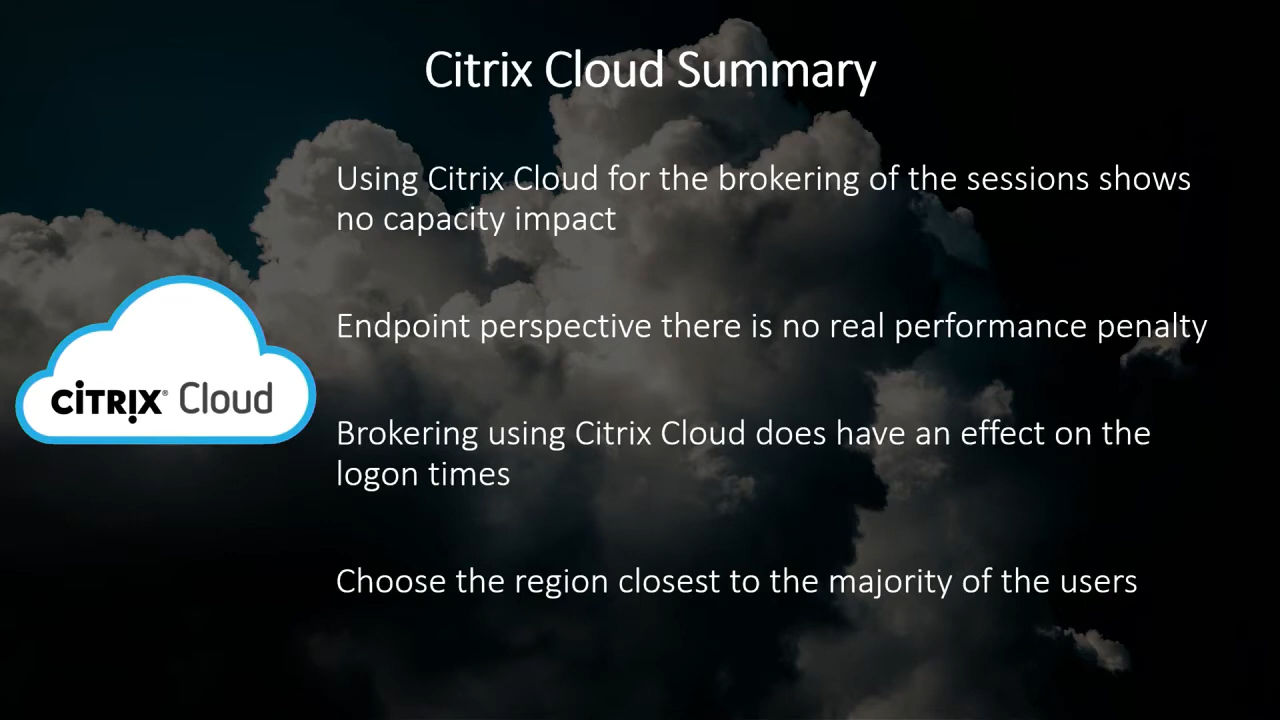 Citrix Cloud Summary
Using Citrix Cloud for the brokering of the sessions shows
no capacity impact
Endpoint perspective there is no real performance penalty
CİTRỊX® Cloud
Brokering using Citrix Cloud does have an effect on the
logon times
Choose the region closest to the majority of the users